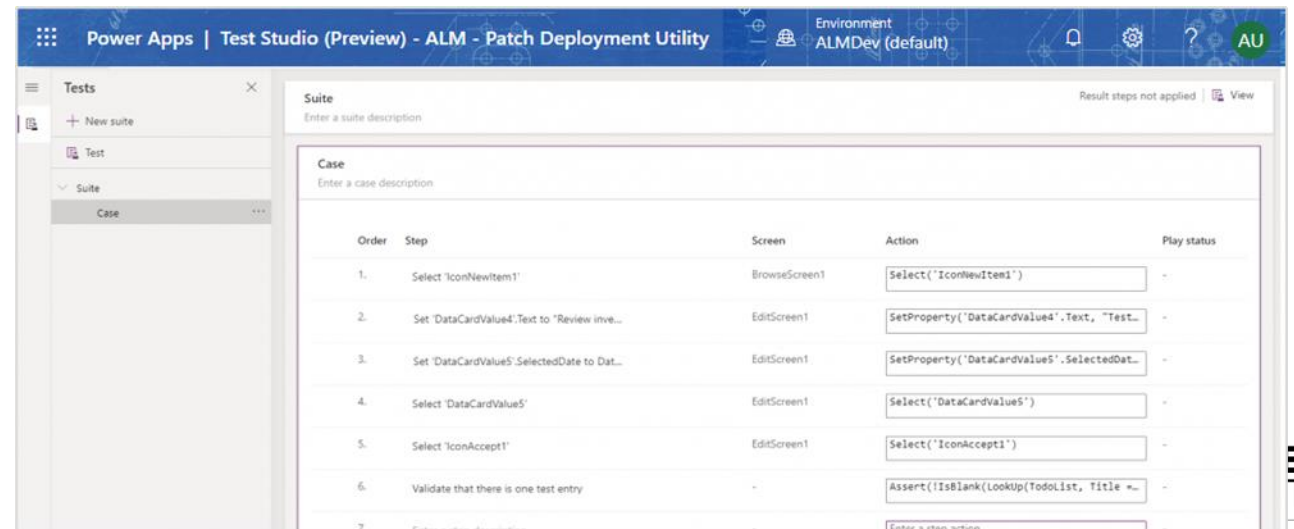 Power Apps | Test Studio (Preview) - ALM - Patch Deployment Utility
Environment
ALMDev (default)
? AU
Tests
+ New suite
Test
Suite
Case
Suite
Enter a suite description
Result steps not applied | View
Case
Enter a case description
Order Step Screen Action Play status
1. Select 'IconNewItem1' BrowseScreen1 Select('IconNewItem1') -
2. Set 'DataCardValue4'.Text to "Review inve... EditScreen1 SetProperty('DataCardValue4'.Text, "Test… -
3. Set 'DataCardValue5'.SelectedDate to Dat... EditScreen1 SetProperty('DataCardValue5'.SelectedDat… -
4. Select 'DataCardValue5' EditScreen1 Select('DataCardValue5') -
5. Select 'IconAccept1' EditScreen1 Select('IconAccept1') -
6. Validate that there is one test entry - Assert(!IsBlank(LookUp(TodoList, Title =… -
7. Enter a step description - Enter a step action -